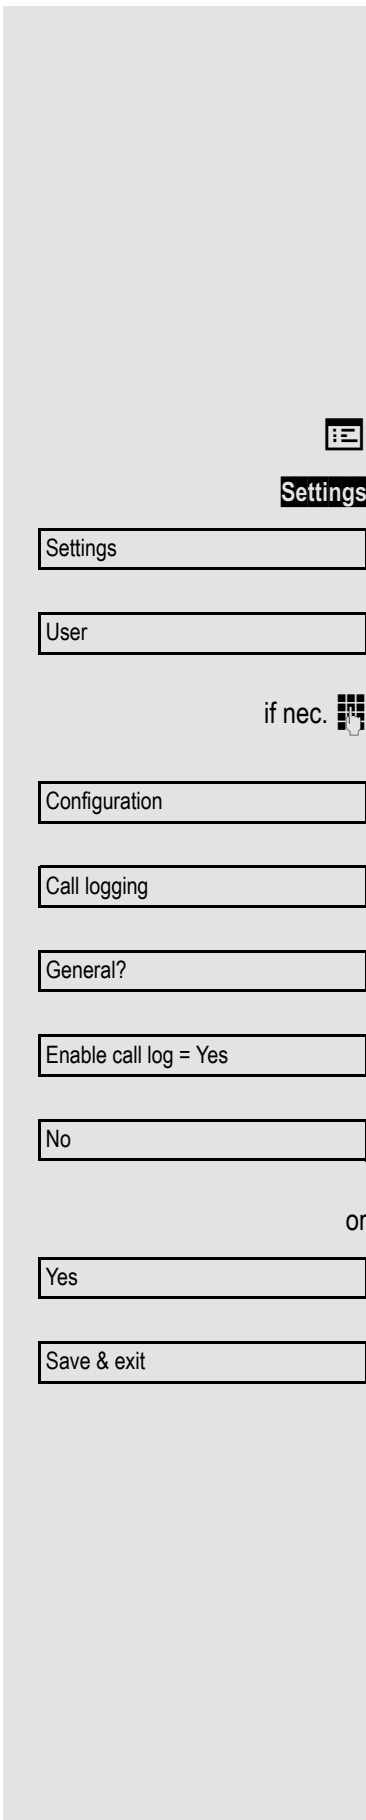 Settings
Settings
User
if nec.
Configuration
Call logging
General?
Enable call log = Yes
No
or
Yes
Save & exit